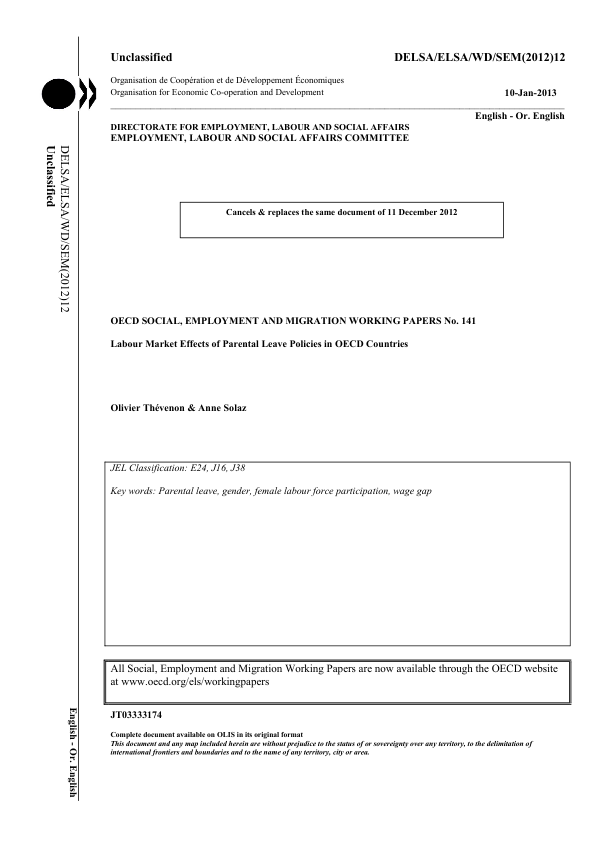 Unclassified DELSA/ELSA/WD/SEM(2012)12
Organisation de Coopération et de Développement Économiques
Organisation for Economic Co-operation and Development 10-Jan-2013
English - Or. English
DIRECTORATE FOR EMPLOYMENT, LABOUR AND SOCIAL AFFAIRS
EMPLOYMENT, LABOUR AND SOCIAL AFFAIRS COMMITTEE
Cancels & replaces the same document of 11 December 2012
OECD SOCIAL, EMPLOYMENT AND MIGRATION WORKING PAPERS No. 141
Labour Market Effects of Parental Leave Policies in OECD Countries
Olivier Thévenon & Anne Solaz
JEL Classification: E24, J16, J38
Key words: Parental leave, gender, female labour force participation, wage gap
All Social, Employment and Migration Working Papers are now available through the OECD website
at www.oecd.org/els/workingpapers
JT03333174
Complete document available on OLIS in its original format
This document and any map included herein are without prejudice to the status of or sovereignty over any territory, to the delimitation of
international frontiers and boundaries and to the name of any territory, city or area.
DELSA/ELSA/WD/SEM(2012)12
Unclassified
English - Or. English